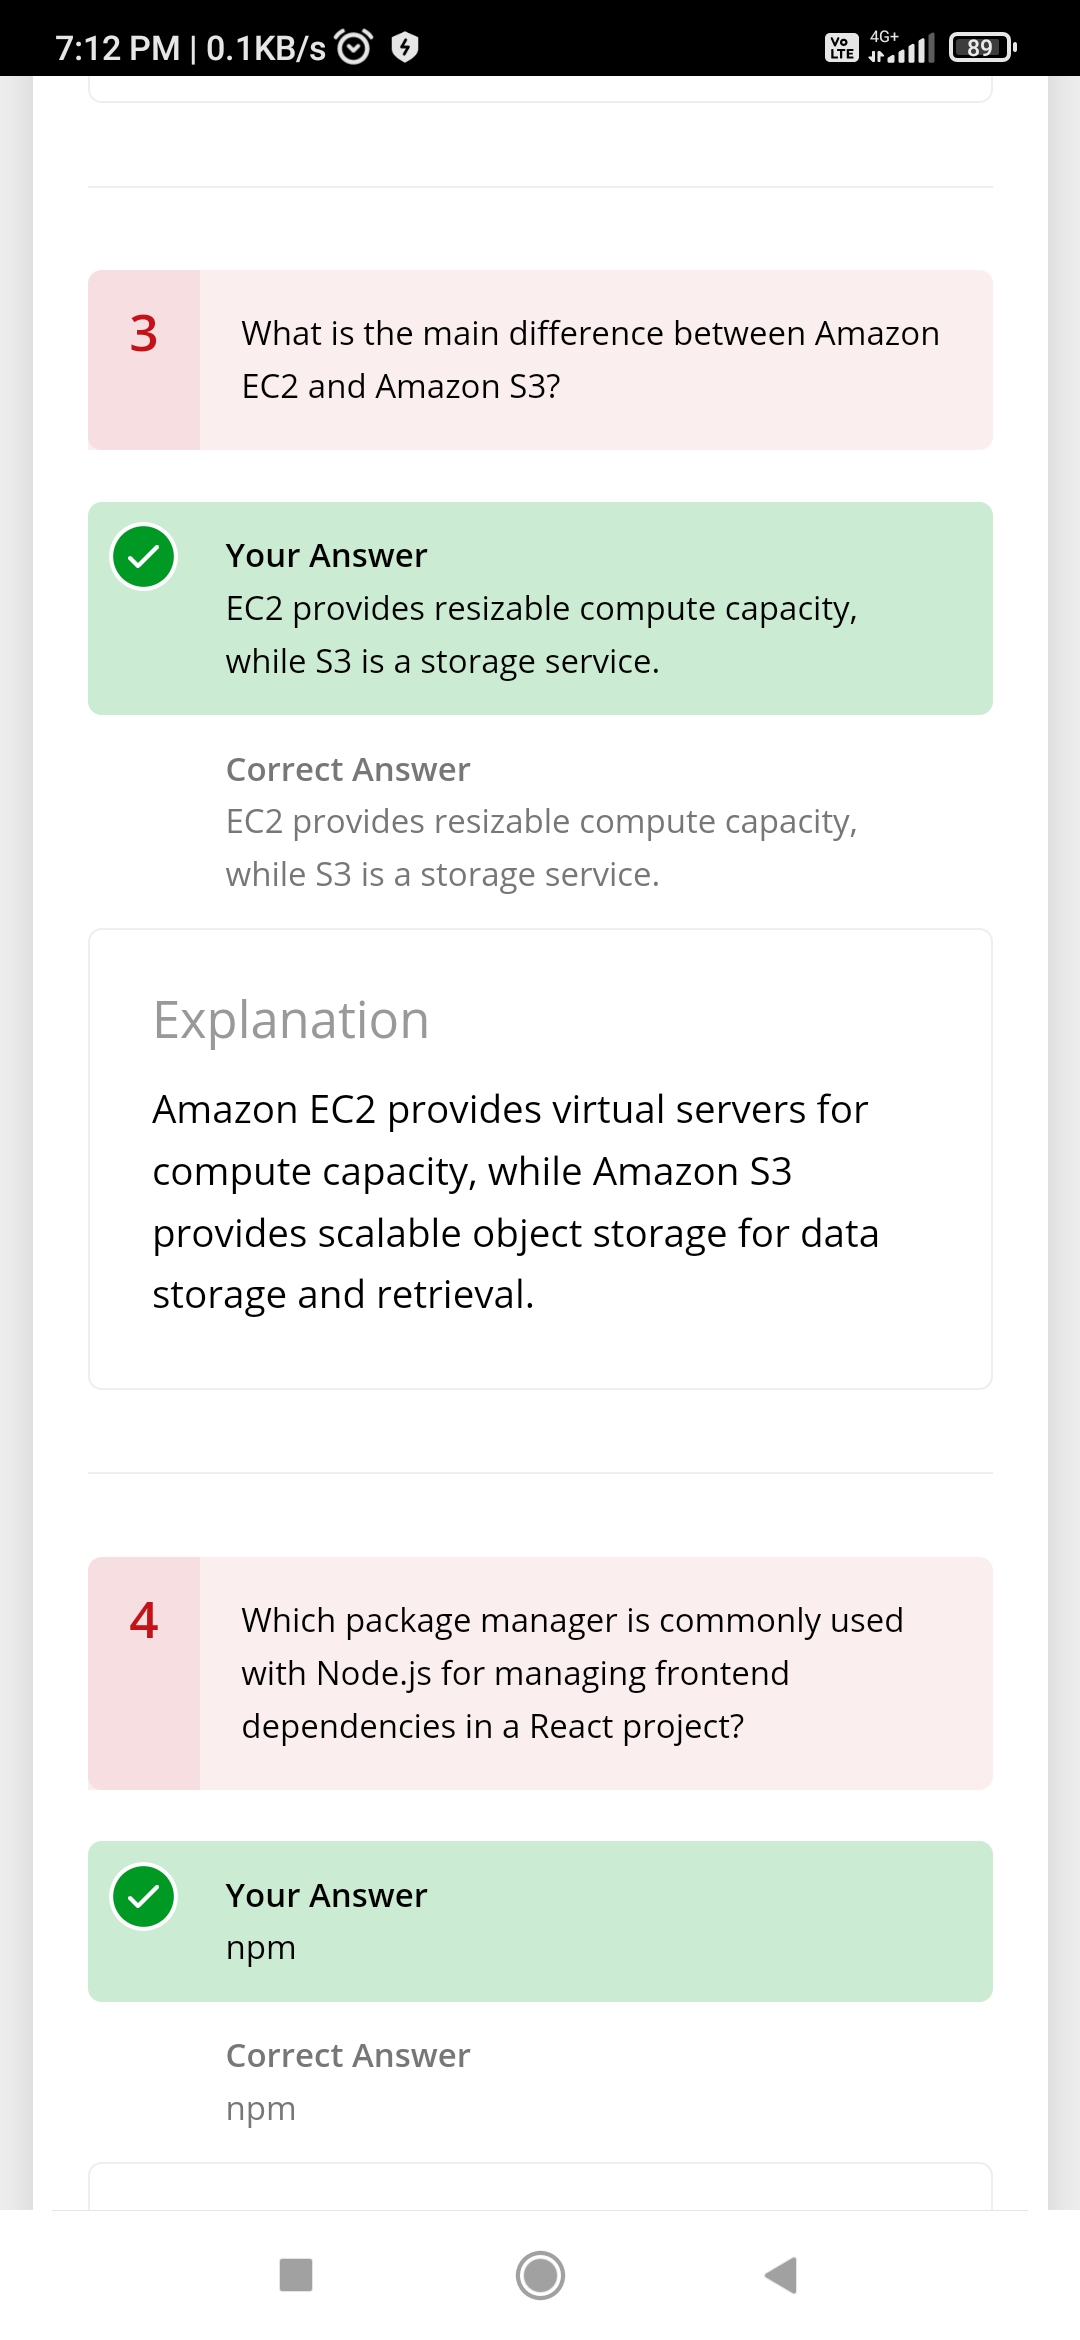 7:12 PM | 0.1KB/s
Vo LTE 4G+ 89
3
What is the main difference between Amazon
EC2 and Amazon S3?
Your Answer
EC2 provides resizable compute capacity,
while S3 is a storage service.
Correct Answer
EC2 provides resizable compute capacity,
while S3 is a storage service.
Explanation
Amazon EC2 provides virtual servers for
compute capacity, while Amazon S3
provides scalable object storage for data
storage and retrieval.
4
Which package manager is commonly used
with Node.js for managing frontend
dependencies in a React project?
Your Answer
npm
Correct Answer
npm